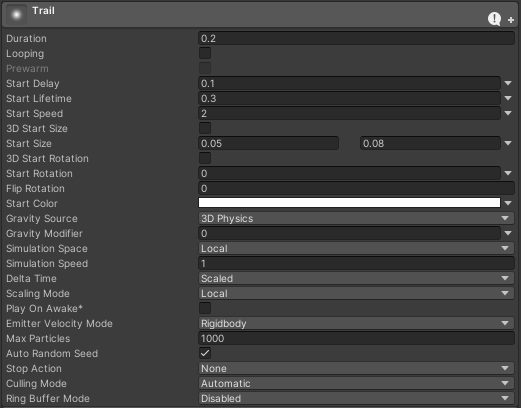 Trail
Duration 0.2
Looping
Prewarm
Start Delay 0.1
Start Lifetime 0.3
Start Speed 2
3D Start Size
Start Size 0.05 0.08
3D Start Rotation
Start Rotation 0
Flip Rotation 0
Start Color
Gravity Source 3D Physics
Gravity Modifier 0
Simulation Space Local
Simulation Speed 1
Delta Time Scaled
Scaling Mode Local
Play On Awake*
Emitter Velocity Mode Rigidbody
Max Particles 1000
Auto Random Seed
Stop Action None
Culling Mode Automatic
Ring Buffer Mode Disabled